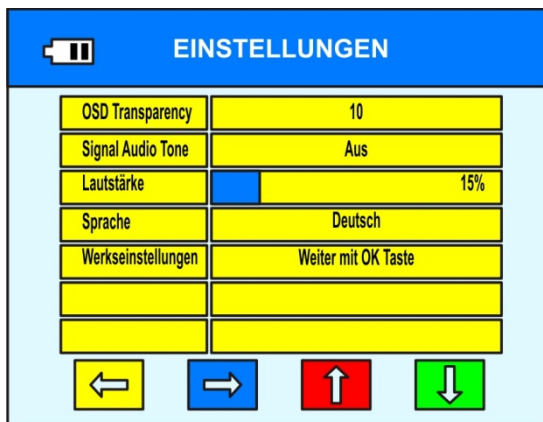 EINSTELLUNGEN
OSD Transparency 10
Signal Audio Tone Aus
Lautstärke 15%
Sprache Deutsch
Werkseinstellungen Weiter mit OK Taste